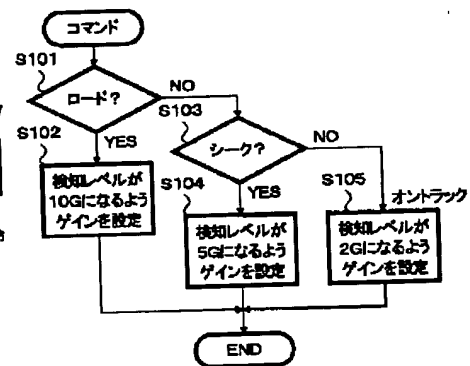 コマンド
S101
ロード?
NO
S103
S102
YES
シーク?
NO
検知レベルが
10Gになるよう
ゲインを設定
S104
YES
S105
オントラック
検知レベルが
5Gになるよう
ゲインを設定
検知レベルが
2Gになるよう
ゲインを設定
END